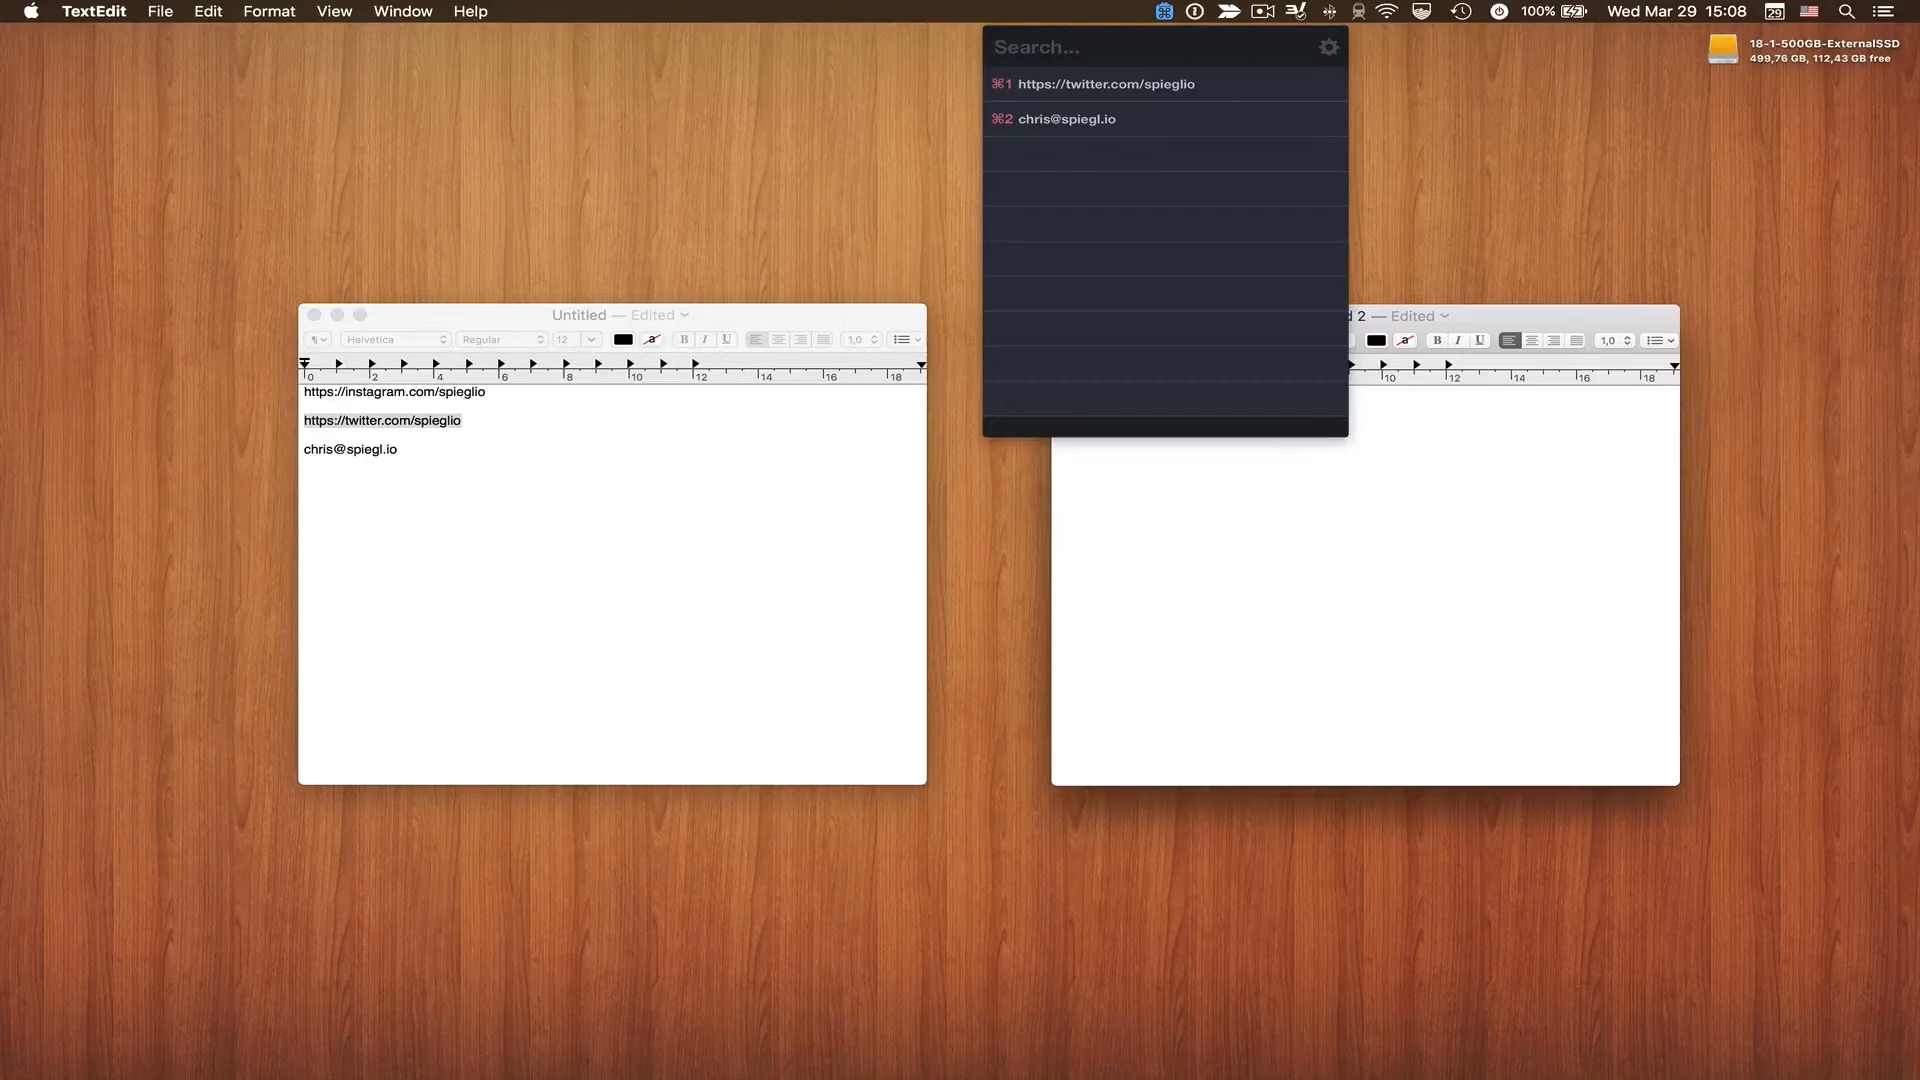 TextEdit File Edit Format View Window Help
100% Wed Mar 29 15:08 29
18-1-500GB-ExternalSSD
499,76 GB, 112,43 GB free
Search...
⌘1 https://twitter.com/spieglio
⌘2 chris@spiegl.io
Untitled — Edited
¶ Helvetica Regular 12 a B I U 1,0
0 2 4 6 8 10 12 14 16 18
https://instagram.com/spieglio
https://twitter.com/spieglio
chris@spiegl.io
d 2 — Edited
a B I U 1,0
10 12 14 16 18